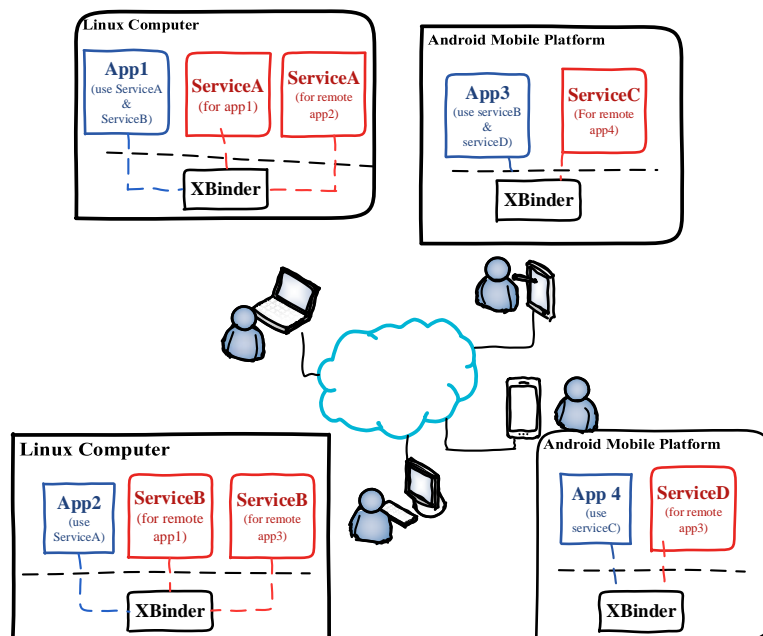 Linux Computer
App1
(use ServiceA
&
ServiceB)
ServiceA
(for app1)
ServiceA
(for remote
app2)
XBinder
Android Mobile Platform
App3
(use serviceB
&
serviceD)
ServiceC
(For remote
app4)
XBinder
Linux Computer
App2
(use
ServiceA)
ServiceB
(for remote
app1)
ServiceB
(for remote
app3)
XBinder
Android Mobile Platform
App 4
(use
serviceC)
ServiceD
(for remote
app3)
XBinder